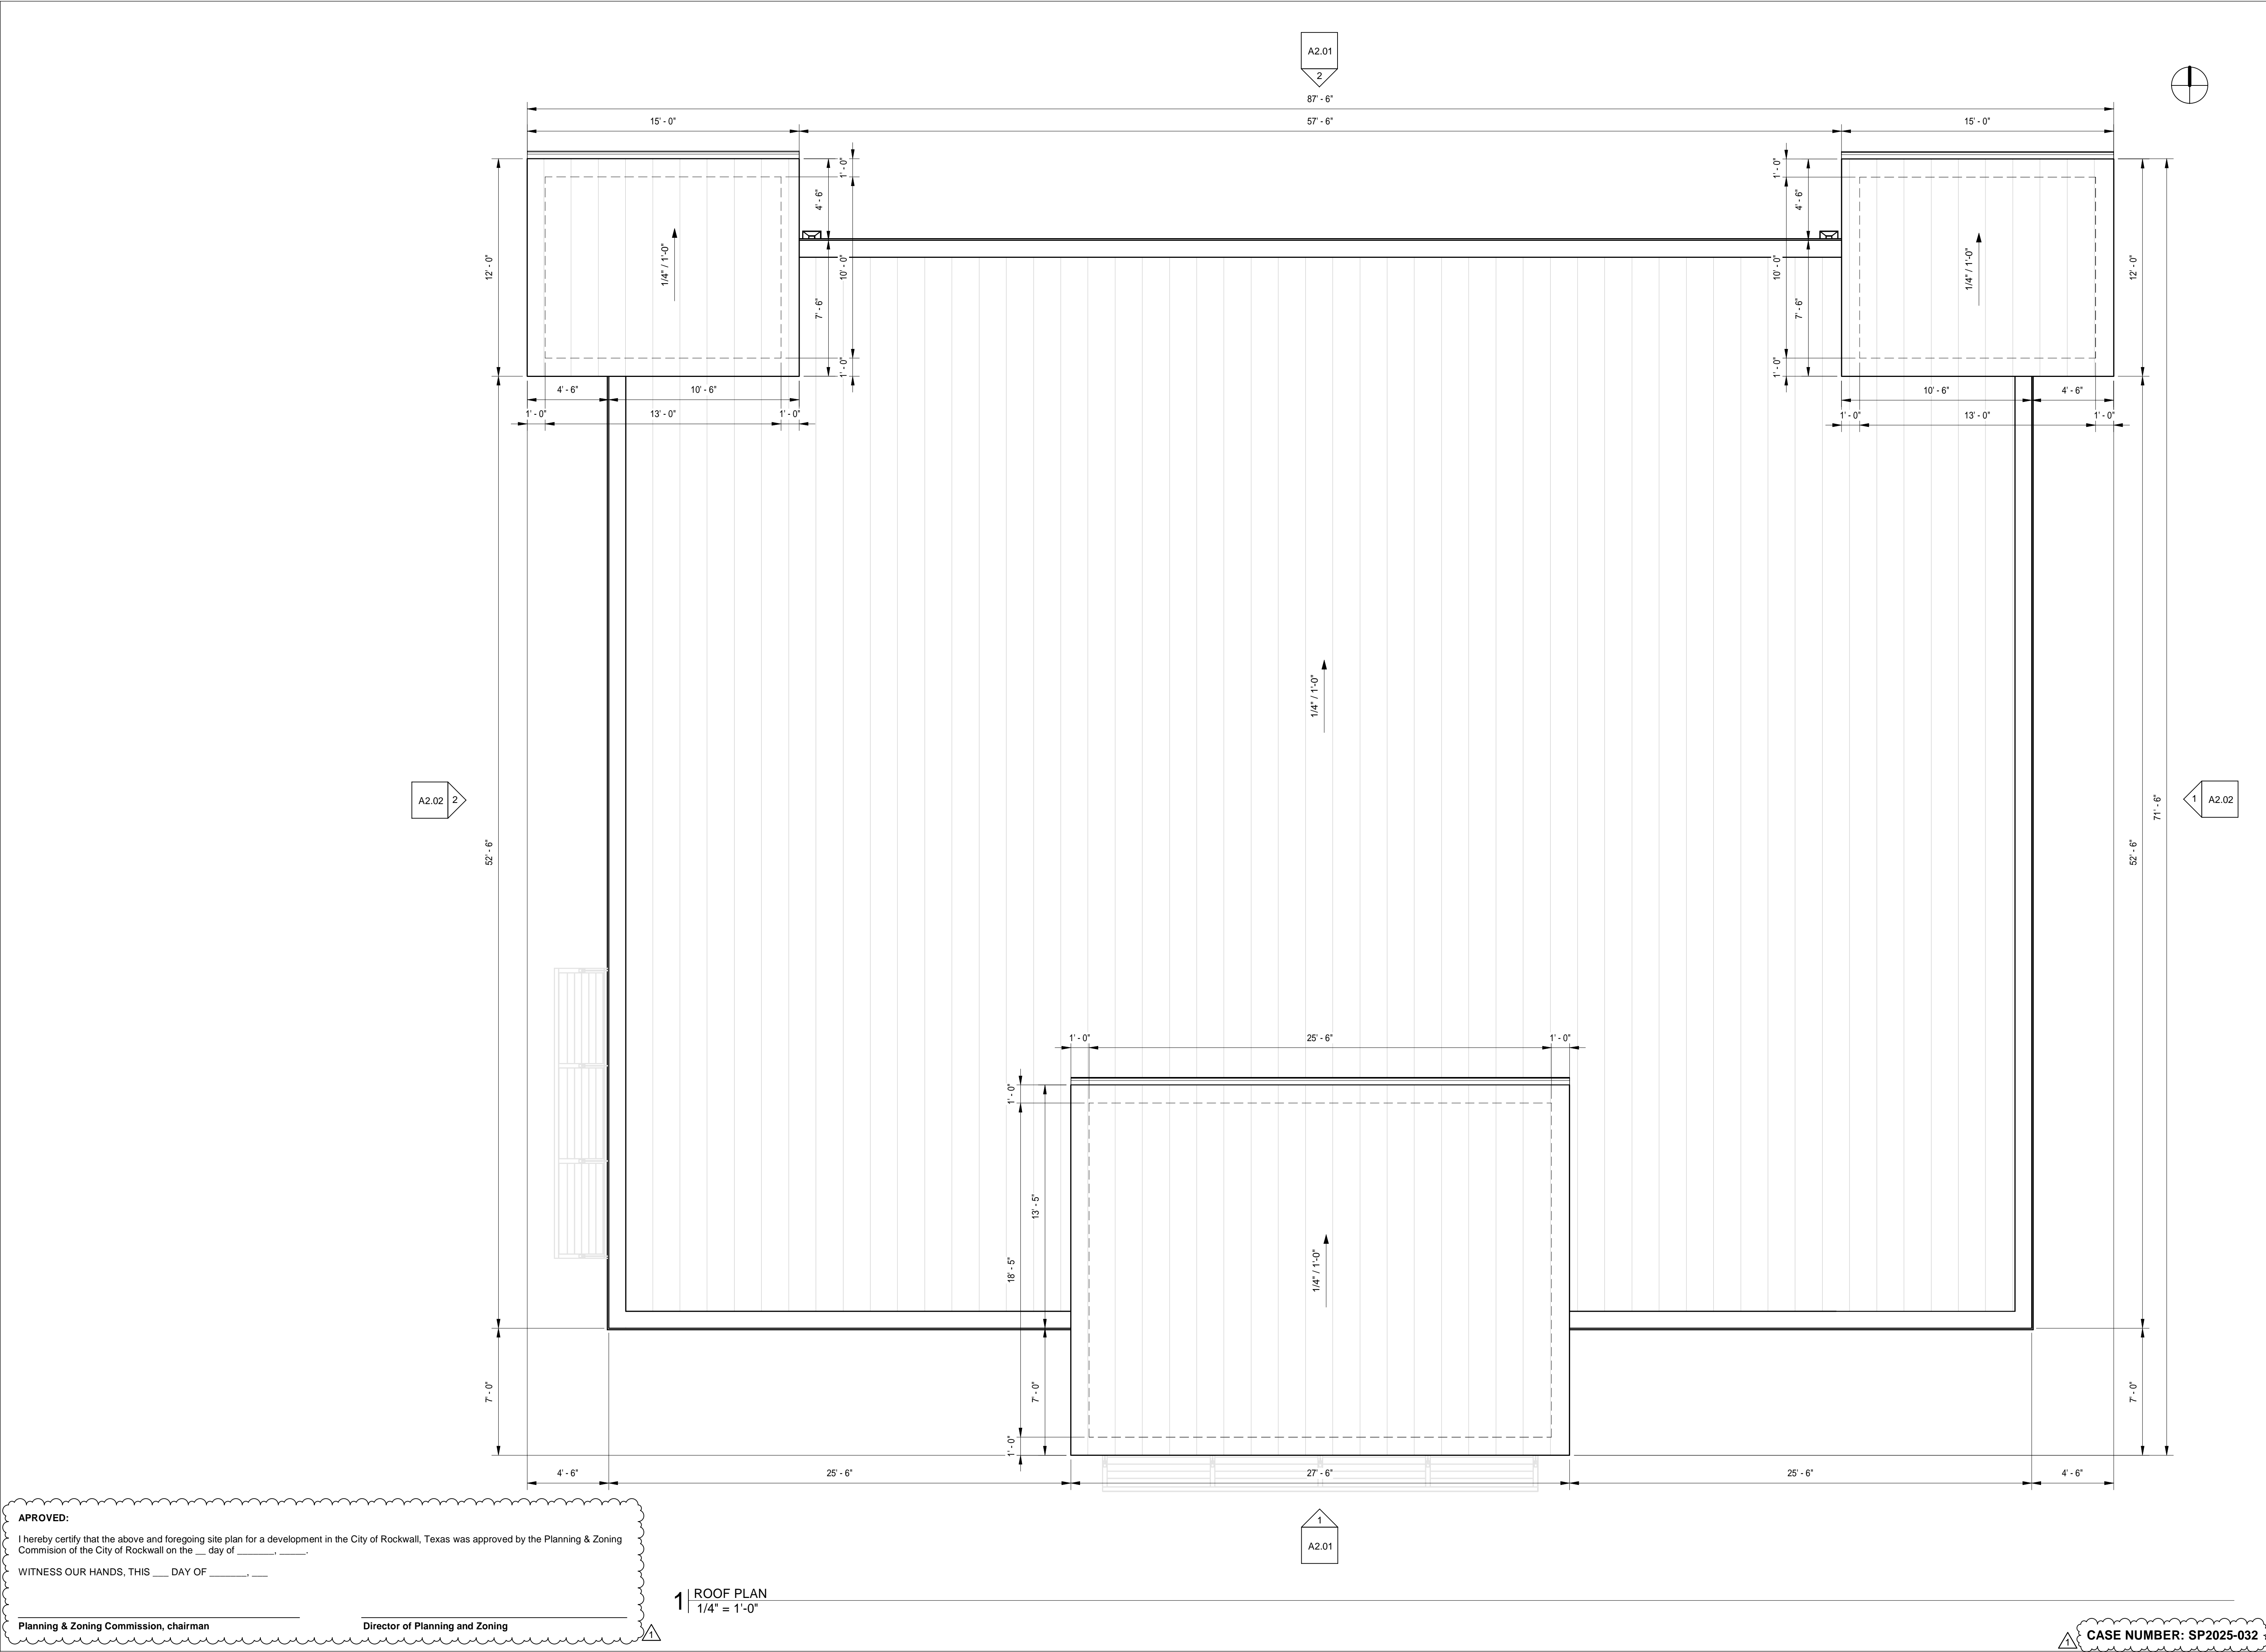 A2.01
2
87' - 6"
15' - 0"
57' - 6"
15' - 0"
1' - 0"
4' - 6"
1' - 0"
4' - 6"
12' - 0"
1/4" / 1'-0"
10' - 0"
7' - 6"
10' - 0"
7' - 6"
1/4" / 1'-0"
12' - 0"
1' - 0"
1' - 0"
4' - 6"
10' - 6"
10' - 6"
4' - 6"
1' - 0"
13' - 0"
1' - 0"
1' - 0"
13' - 0"
1' - 0"
1/4" / 1'-0"
A2.02
2
1
A2.02
71' - 6"
52' - 6"
52' - 6"
1' - 0"
25' - 6"
1' - 0"
1' - 0"
13' - 5"
18' - 5"
1/4" / 1'-0"
7' - 0"
7' - 0"
7' - 0"
1' - 0"
4' - 6"
25' - 6"
27' - 6"
25' - 6"
4' - 6"
1
A2.01
APROVED:
I hereby certify that the above and foregoing site plan for a development in the City of Rockwall, Texas was approved by the Planning & Zoning
Commision of the City of Rockwall on the __ day of _______, _____.
WITNESS OUR HANDS, THIS ___ DAY OF _______, ___
Planning & Zoning Commission, chairman
Director of Planning and Zoning
1
1
ROOF PLAN
1/4" = 1'-0"
1
CASE NUMBER: SP2025-032